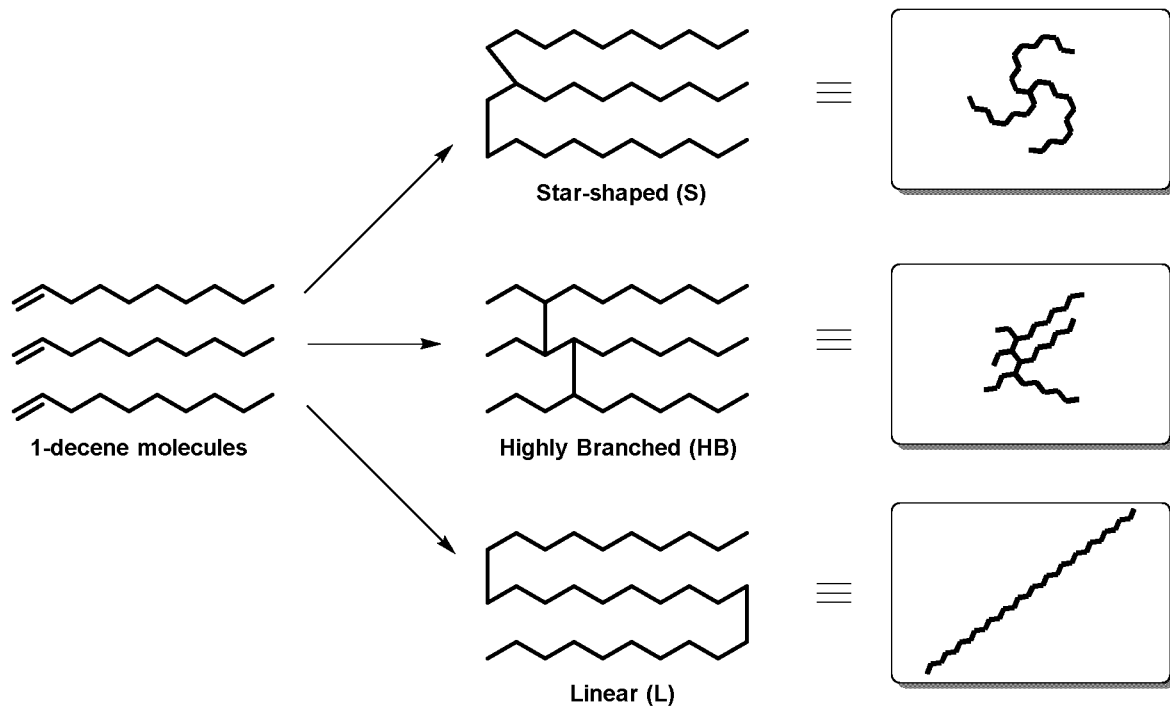 Star-shaped (S)
1-decene molecules
Highly Branched (HB)
Linear (L)